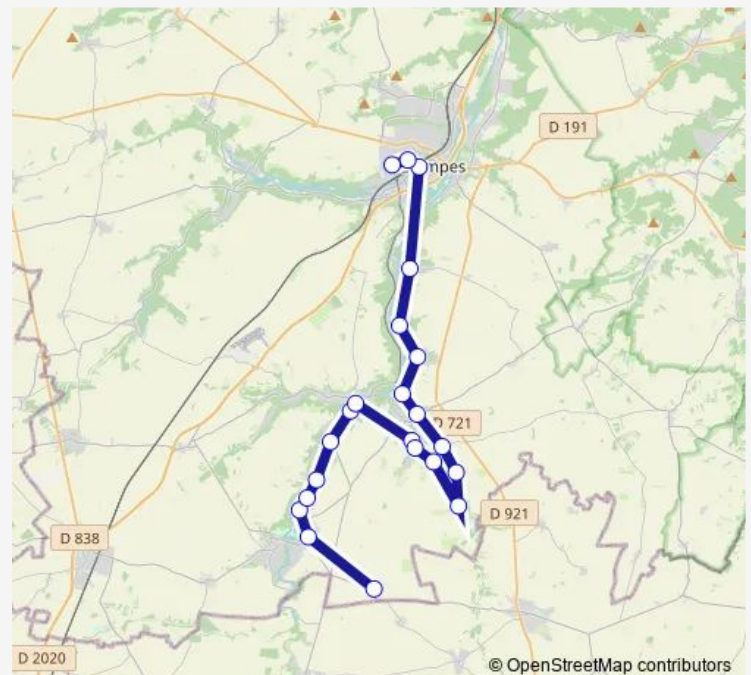 D 191
mpes
D 721
D 921
D 838
D 2020
© OpenStreetMap contributors